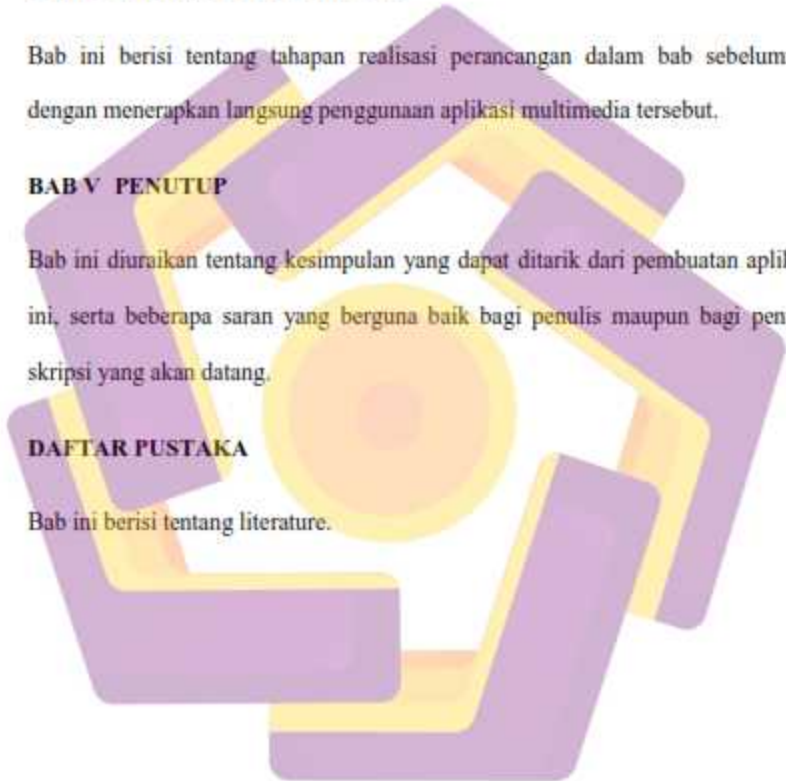 Bab ini berisi tentang tahapan realisasi perancangan dalam bab sebelum
dengan menerapkan langsung penggunaan aplikasi multimedia tersebut.
BAB V PENUTUP
Bab ini diuraikan tentang kesimpulan yang dapat ditarik dari pembuatan aplik
ini, serta beberapa saran yang berguna baik bagi penulis maupun bagi pen
skripsi yang akan datang.
DAFTAR PUSTAKA
Bab ini berisi tentang literature.